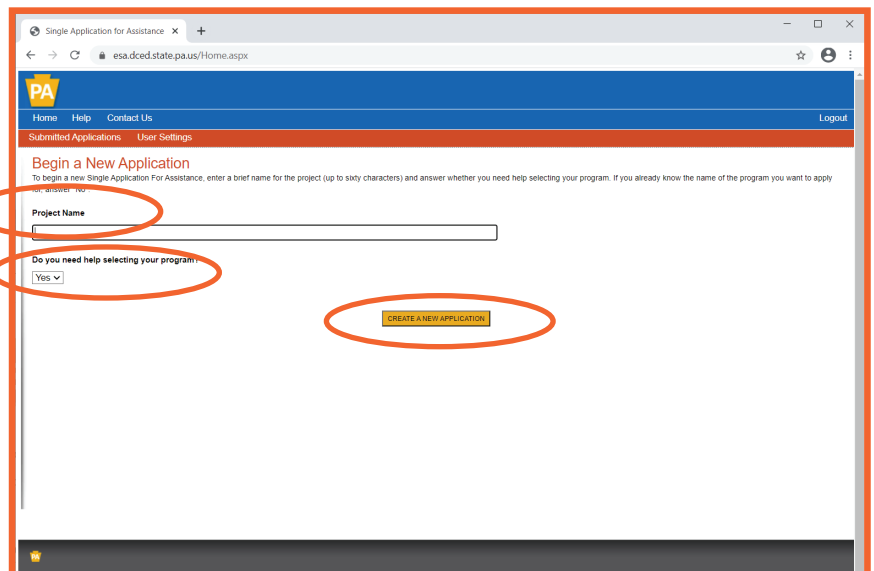 Single Application for Assistance
esa.dced.state.pa.us/Home.aspx
PA
Home Help Contact Us Logout
Submitted Applications User Settings
Begin a New Application
To begin a new Single Application For Assistance, enter a brief name for the project (up to sixty characters) and answer whether you need help selecting your program. If you already know the name of the program you want to apply
for, answer "No".
Project Name
Do you need help selecting your program?
Yes
CREATE A NEW APPLICATION
PA